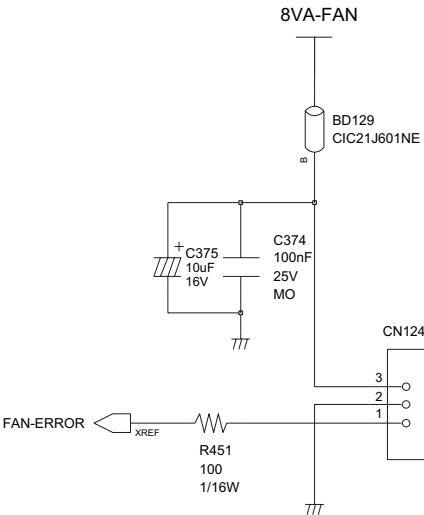 8VA-FAN
BD129
CIC21J601NE
B
+
C375
10uF
16V
C374
100nF
25V
MO
CN124
3
2
1
FAN-ERROR
XREF
R451
100
1/16W